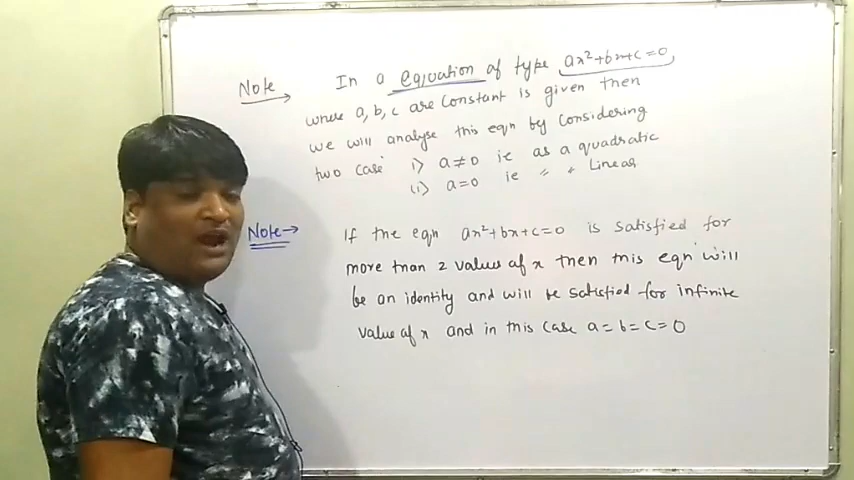 Note → In a equation of type ax²+bx+c=0
where a, b, c are constant is given then
we will analyse this eqn by considering
two case i) a≠0 ie as a quadratic
(ii) a=0 ie 〃 〃 Linear
Note → If the eqn ax²+bx+c=0 is satisfied for
more than 2 values of x then this eqn will
be an identity and will be satisfied for infinite
value of x and in this case a=b=c=0